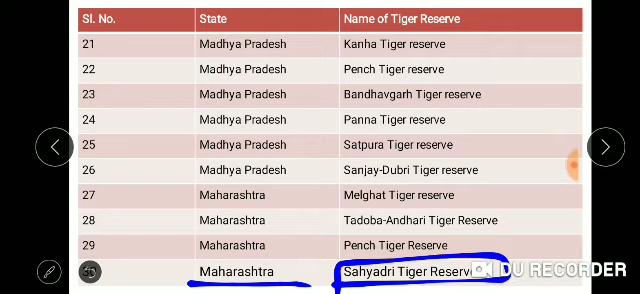 Sl. No. State Name of Tiger Reserve
21 Madhya Pradesh Kanha Tiger reserve
22 Madhya Pradesh Pench Tiger reserve
23 Madhya Pradesh Bandhavgarh Tiger reserve
24 Madhya Pradesh Panna Tiger reserve
25 Madhya Pradesh Satpura Tiger reserve
26 Madhya Pradesh Sanjay-Dubri Tiger reserve
27 Maharashtra Melghat Tiger reserve
28 Maharashtra Tadoba-Andhari Tiger Reserve
29 Maharashtra Pench Tiger Reserve
30 Maharashtra Sahyadri Tiger Reserve
DU RECORDER